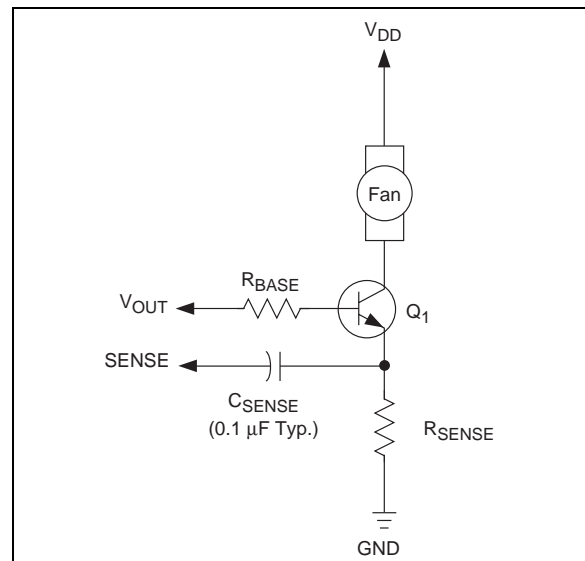 VDD
Fan
RBASE
VOUT
Q1
SENSE
CSENSE
(0.1 μF Typ.)
RSENSE
GND